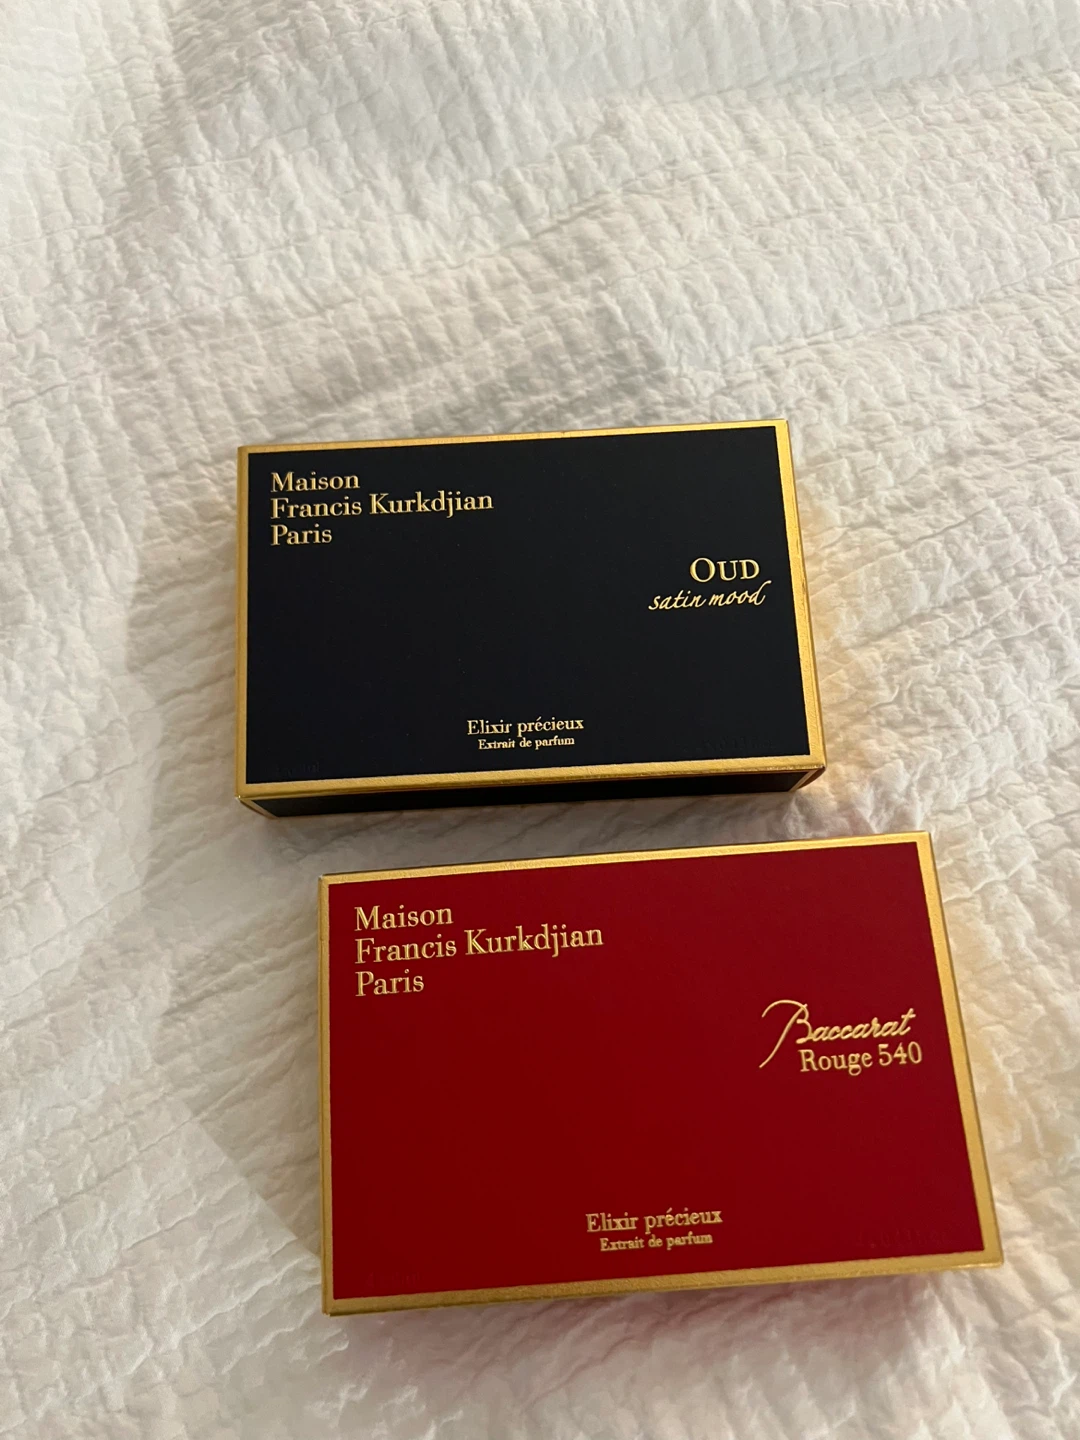 Maison
Francis Kurkdjian
Paris
OUD
satin mood
Elixir précieux
Extrait de parfum
Maison
Francis Kurkdjian
Paris
Baccarat
Rouge 540
Elixir précieux
Extrait de parfum